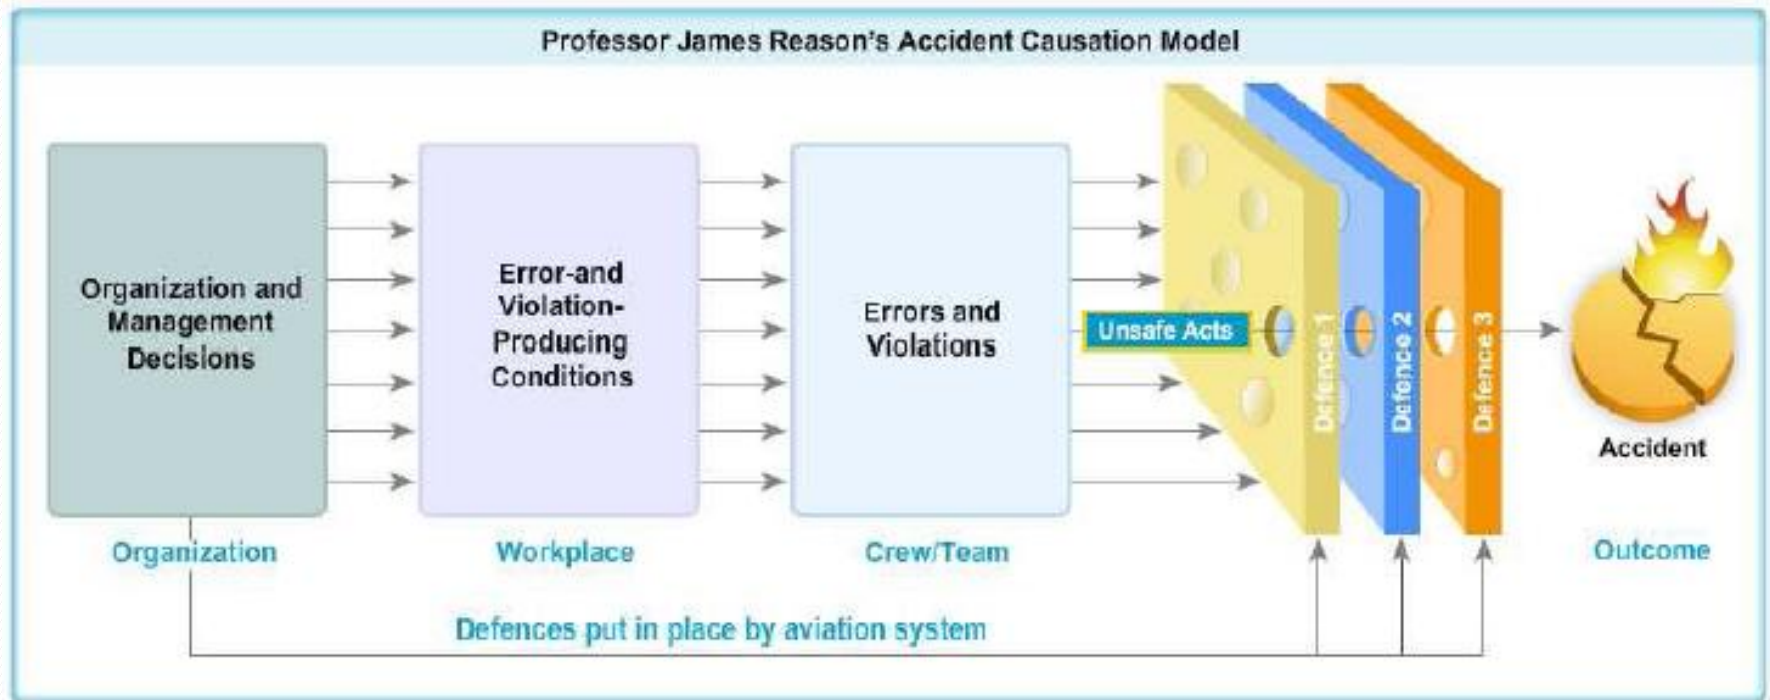 Professor James Reason's Accident Causation Model
Organization and
Management
Decisions
Error-and
Violation-
Producing
Conditions
Errors and
Violations
Unsafe Acts
Defence 1
Defence 2
Defence 3
Accident
Organization
Workplace
Crew/Team
Outcome
Defences put in place by aviation system